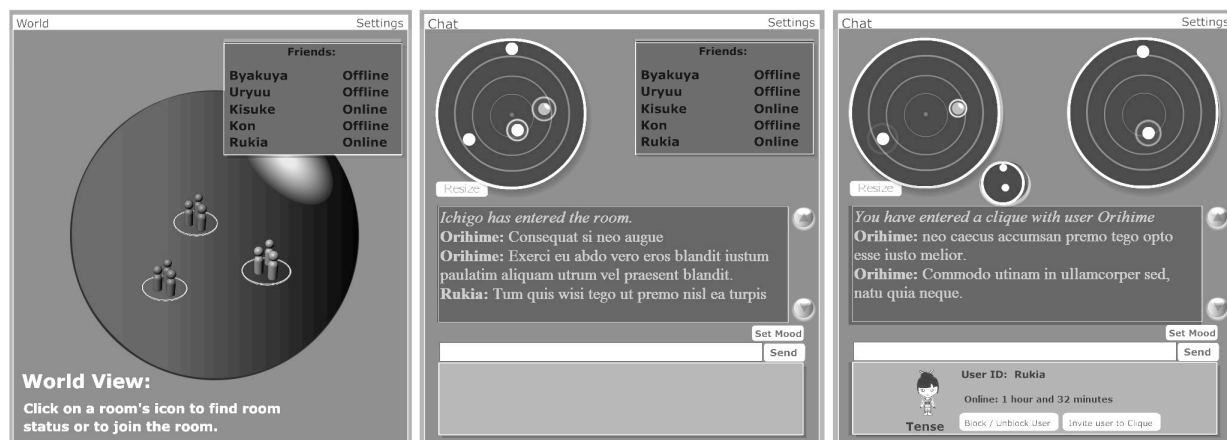 World Settings
Friends:
Byakuya Offline
Uryuu Offline
Kisuke Online
Kon Offline
Rukia Online
World View:
Click on a room's icon to find room
status or to join the room.
Chat Settings
Friends:
Byakuya Offline
Uryuu Offline
Kisuke Online
Kon Offline
Rukia Online
Resize
Ichigo has entered the room.
Orihime: Consequat si neo augue
Orihime: Exerci eu abdo vero eros blandit iustum
paulatim aliquam utrum vel praesent blandit.
Rukia: Tum quis wisi tego ut premo nisl ea turpis
Set Mood
Send
Chat Settings
Resize
You have entered a clique with user Orihime
Orihime: neo caecus accumsan premo tego opto
esse iusto melior.
Orihime: Commodo utinam in ullamcorper sed,
natu quia neque.
Set Mood
Send
User ID: Rukia
Online: 1 hour and 32 minutes
Tense
Block / Unblock User
Invite user to Clique